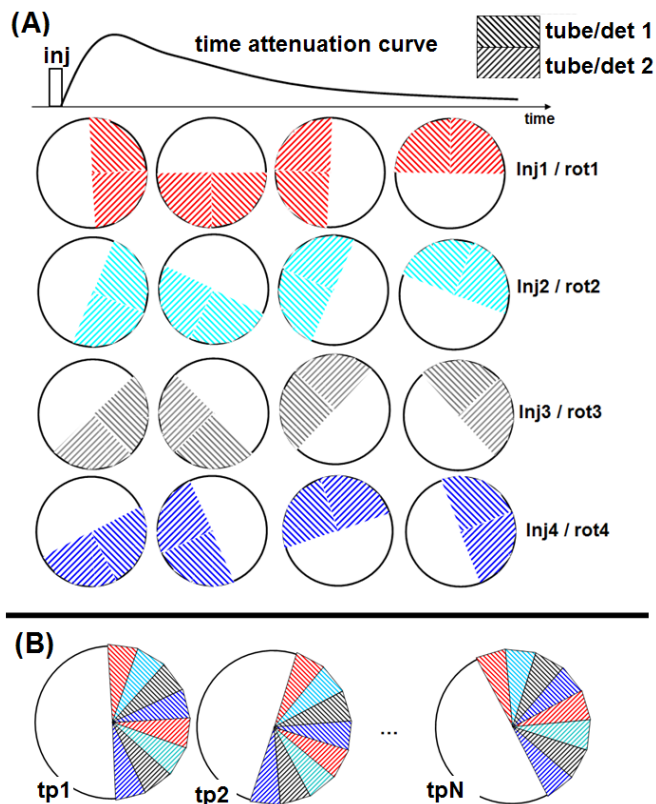 (A)
inj
time attenuation curve
tube/det 1
tube/det 2
time
Inj1 / rot1
Inj2 / rot2
Inj3 / rot3
Inj4 / rot4
(B)
tp1
tp2
...
tpN